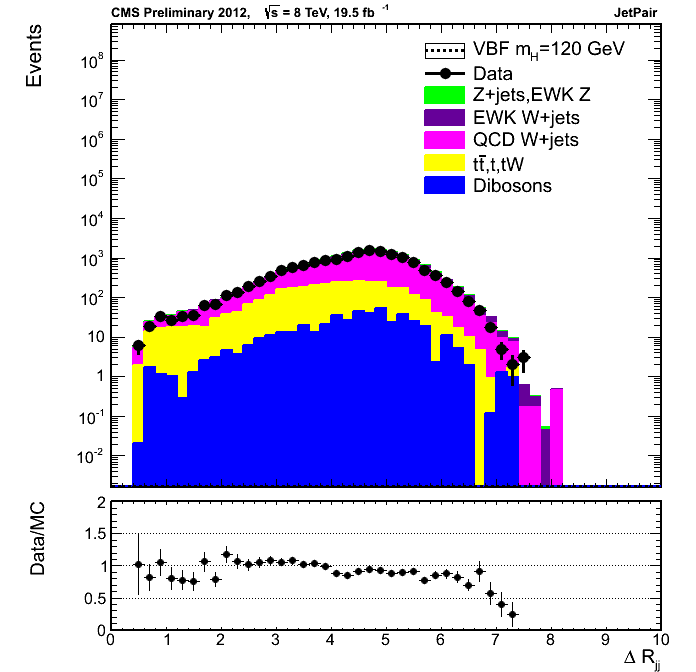 CMS Preliminary 2012, √s = 8 TeV, 19.5 fb⁻¹ JetPair
Events
VBF m_H=120 GeV
Data
Z+jets,EWK Z
EWK W+jets
QCD W+jets
tt̄,t,tW
Dibosons
10⁸
10⁷
10⁶
10⁵
10⁴
10³
10²
10
1
10⁻¹
10⁻²
Data/MC
2
1.5
1
0.5
0
0 1 2 3 4 5 6 7 8 9 10
Δ R_jj